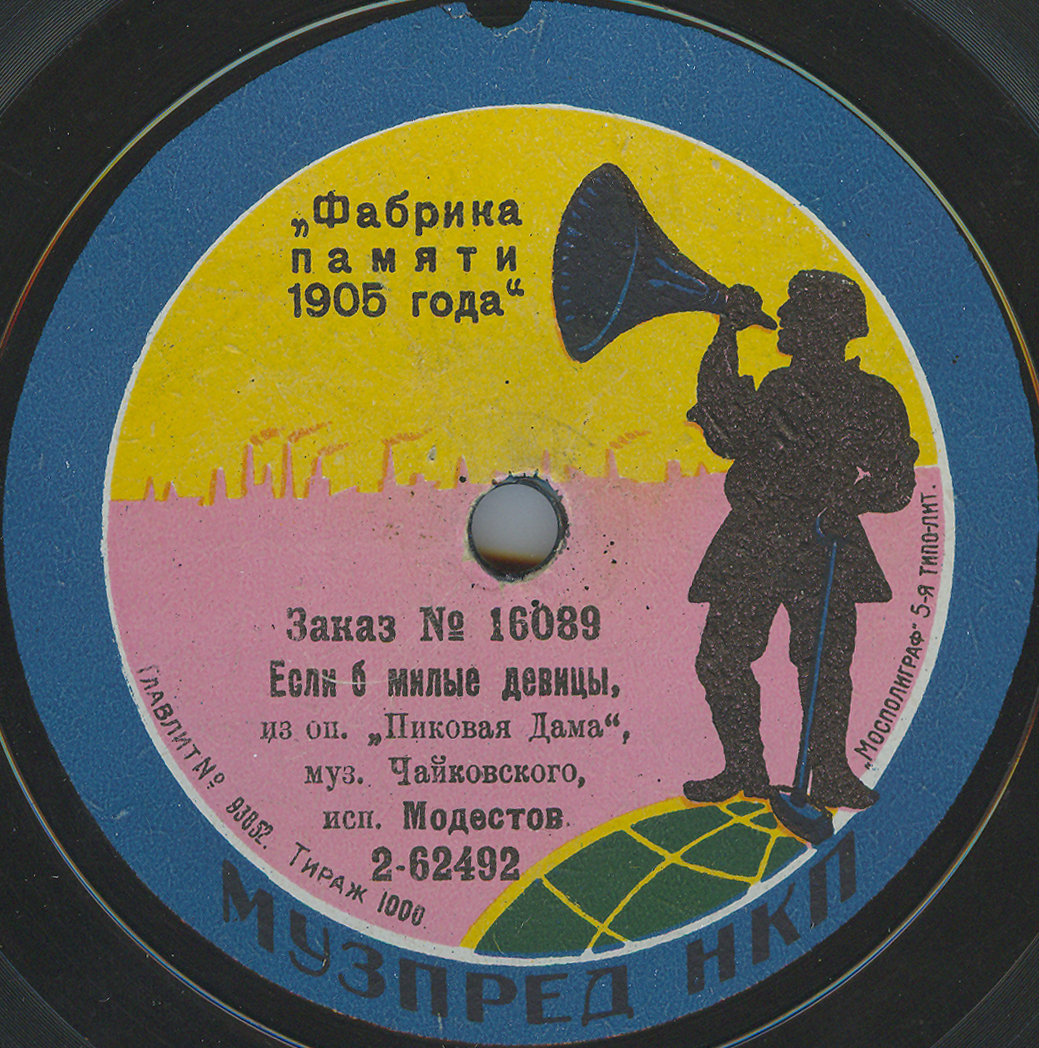 „Фабрика
памяти
1905 года“
Заказ № 16089
Если б милые девицы,
из оп. „Пиковая Дама“,
муз. Чайковского,
исп. Модестов.
2-62492
Главлит № 93052. Тираж 1000
„Мосполиграф“ 5-я типо-лит.
МУЗПРЕД НКП